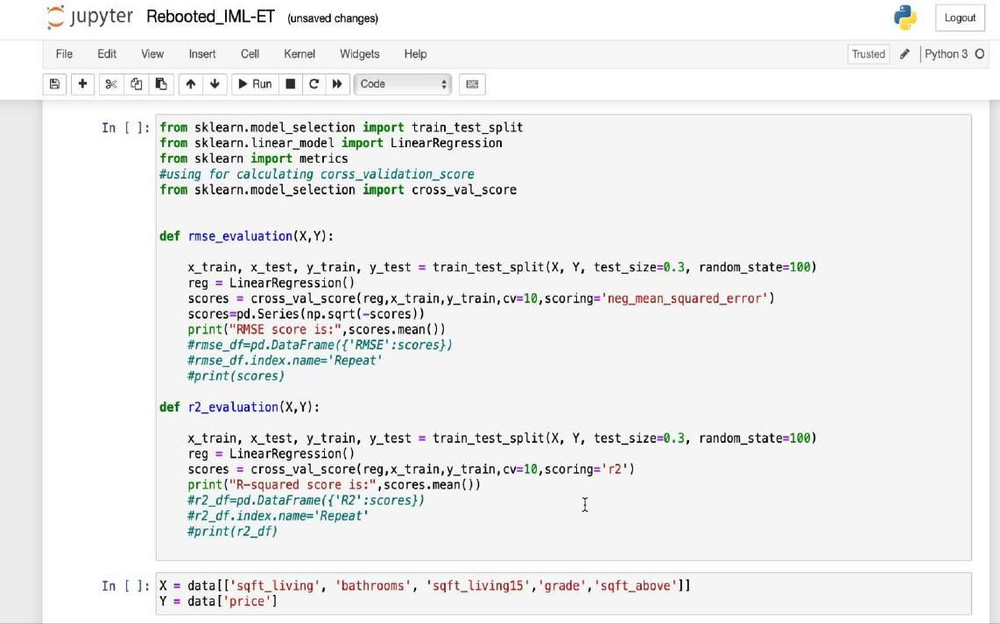 jupyter Rebooted_IML-ET (unsaved changes) Logout
File Edit View Insert Cell Kernel Widgets Help Trusted Python 3
Run Code
In [ ]: from sklearn.model_selection import train_test_split
from sklearn.linear_model import LinearRegression
from sklearn import metrics
#using for calculating corss_validation_score
from sklearn.model_selection import cross_val_score
def rmse_evaluation(X,Y):
x_train, x_test, y_train, y_test = train_test_split(X, Y, test_size=0.3, random_state=100)
reg = LinearRegression()
scores = cross_val_score(reg,x_train,y_train,cv=10,scoring='neg_mean_squared_error')
scores=pd.Series(np.sqrt(-scores))
print("RMSE score is:",scores.mean())
#rmse_df=pd.DataFrame({'RMSE':scores})
#rmse_df.index.name='Repeat'
#print(scores)
def r2_evaluation(X,Y):
x_train, x_test, y_train, y_test = train_test_split(X, Y, test_size=0.3, random_state=100)
reg = LinearRegression()
scores = cross_val_score(reg,x_train,y_train,cv=10,scoring='r2')
print("R-squared score is:",scores.mean())
#r2_df=pd.DataFrame({'R2':scores})
#r2_df.index.name='Repeat'
#print(r2_df)
In [ ]: X = data[['sqft_living', 'bathrooms', 'sqft_living15','grade','sqft_above']]
Y = data['price']